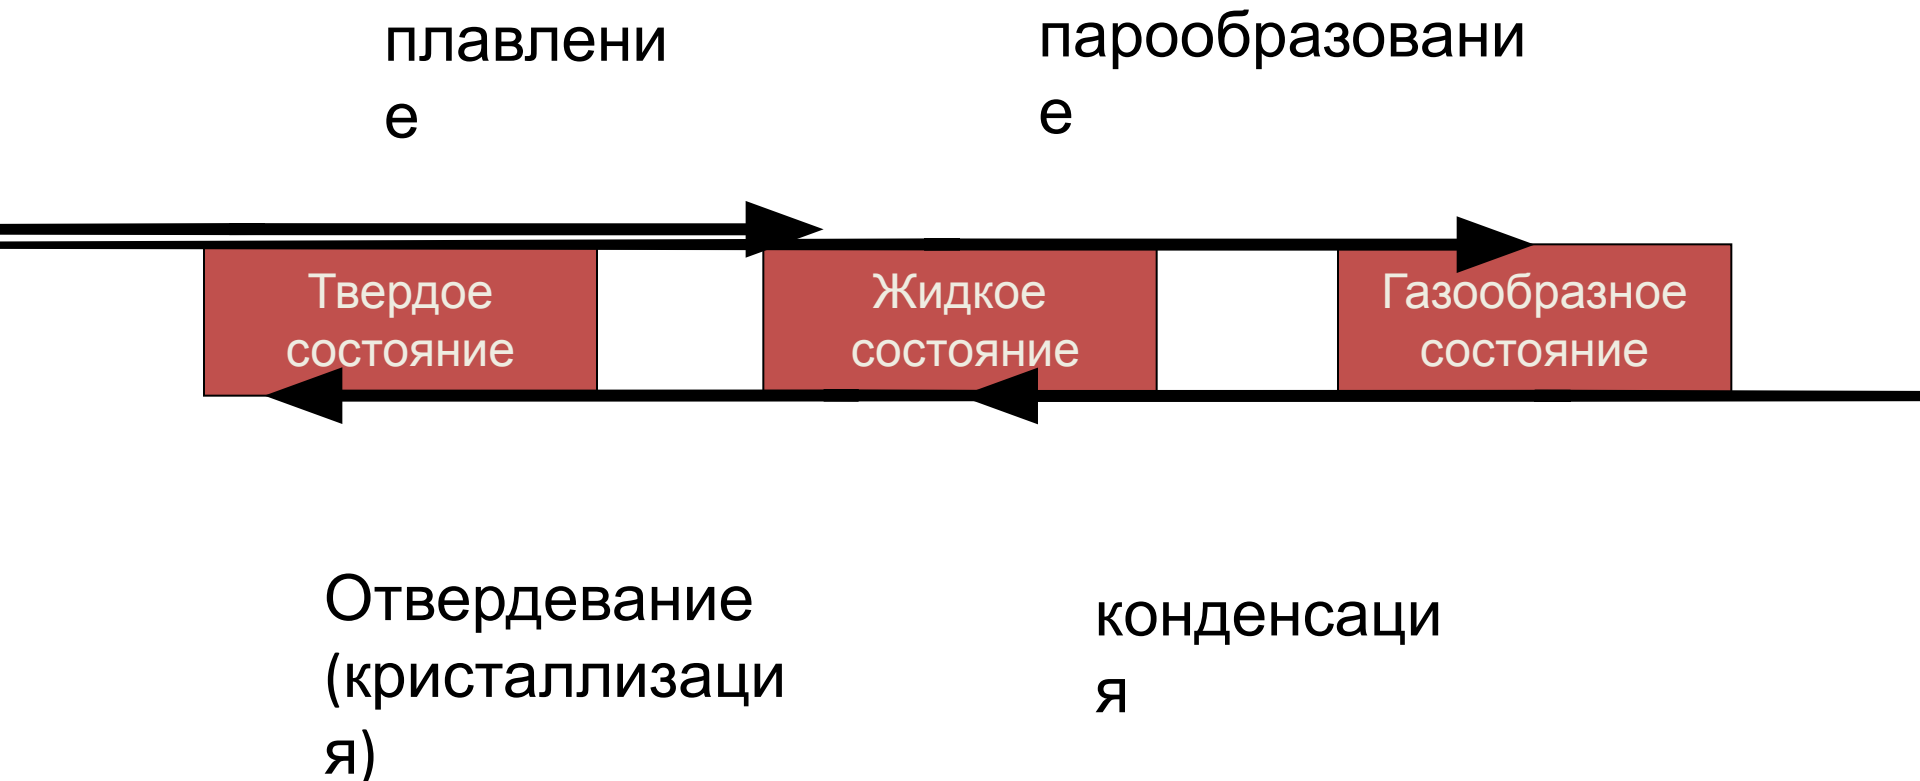 плавлени
е
парообразовани
е
Твердое
состояние
Жидкое
состояние
Газообразное
состояние
Отвердевание
(кристаллизаци
я)
конденсаци
я